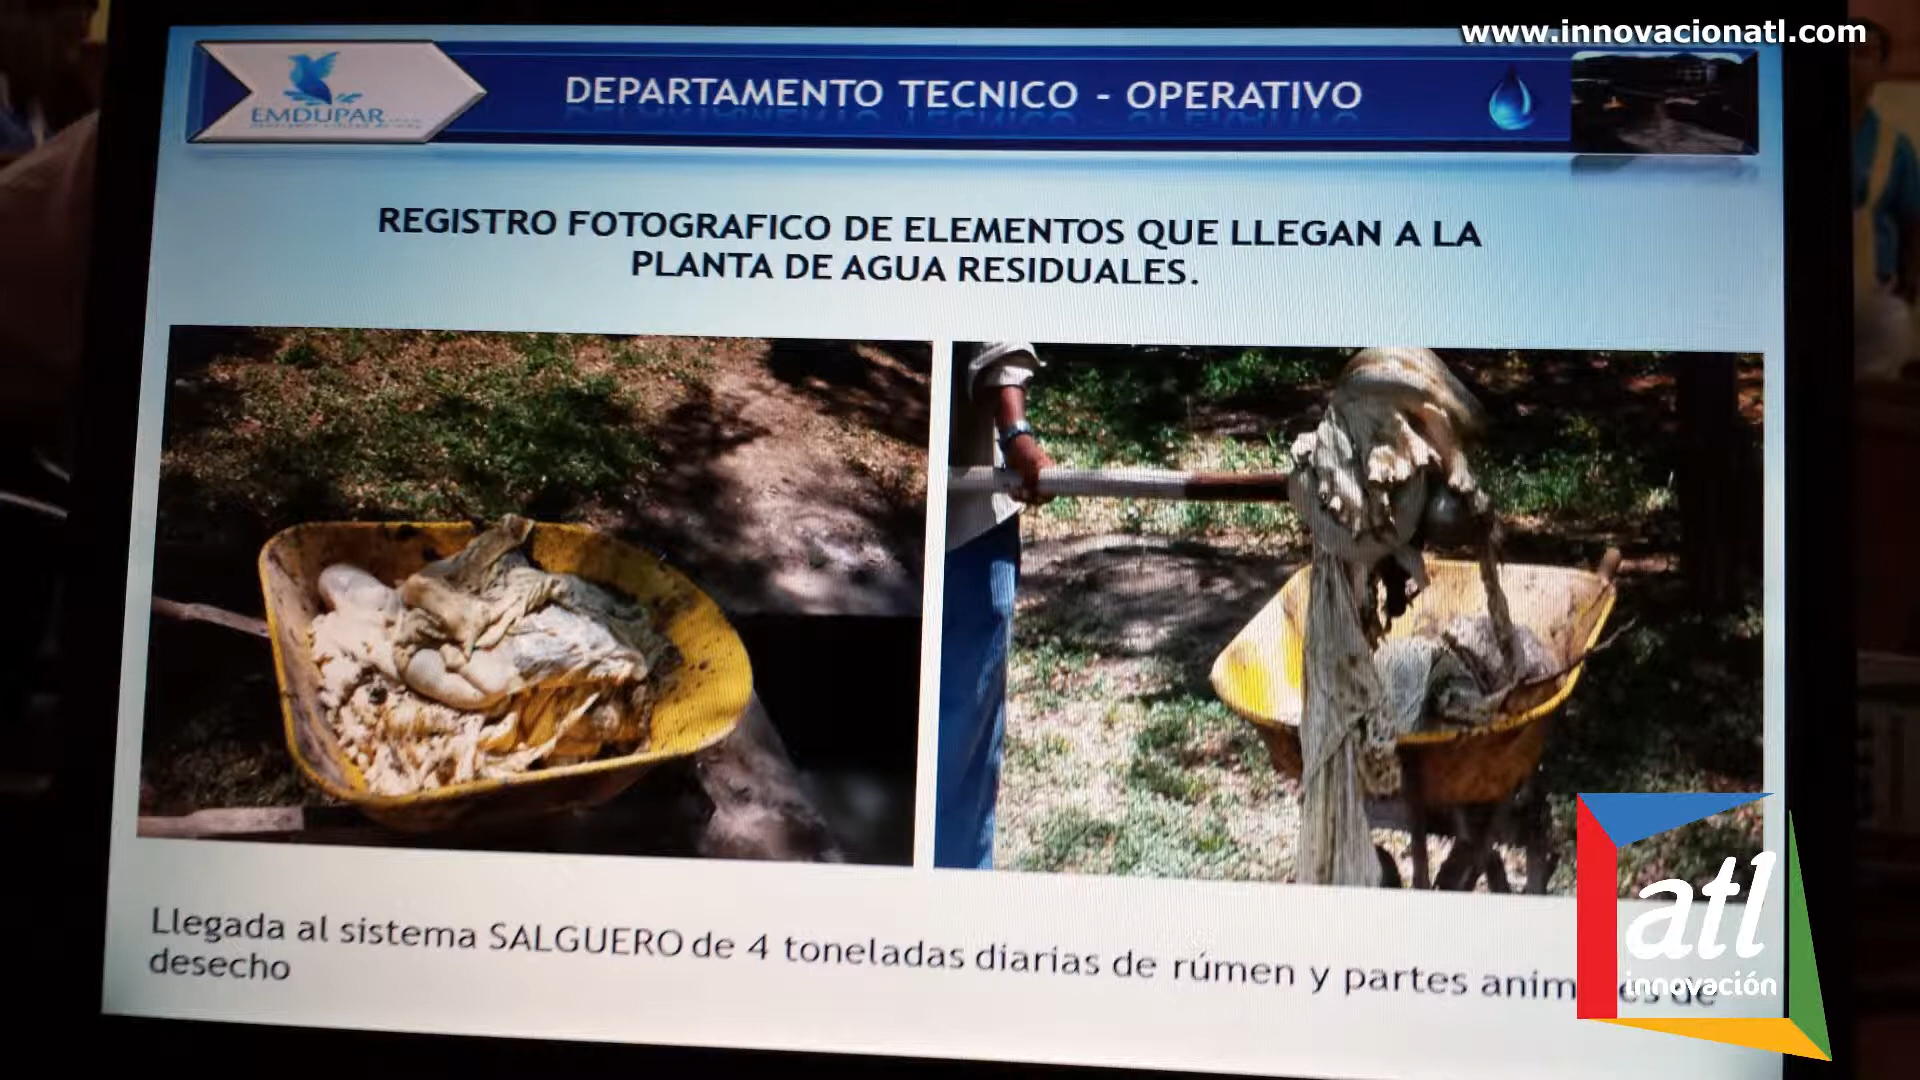 www.innovacionatl.com
EMDUPAR
DEPARTAMENTO TECNICO - OPERATIVO
REGISTRO FOTOGRAFICO DE ELEMENTOS QUE LLEGAN A LA
PLANTA DE AGUA RESIDUALES.
Llegada al sistema SALGUERO de 4 toneladas diarias de rúmen y partes de
desecho
atl
innovación